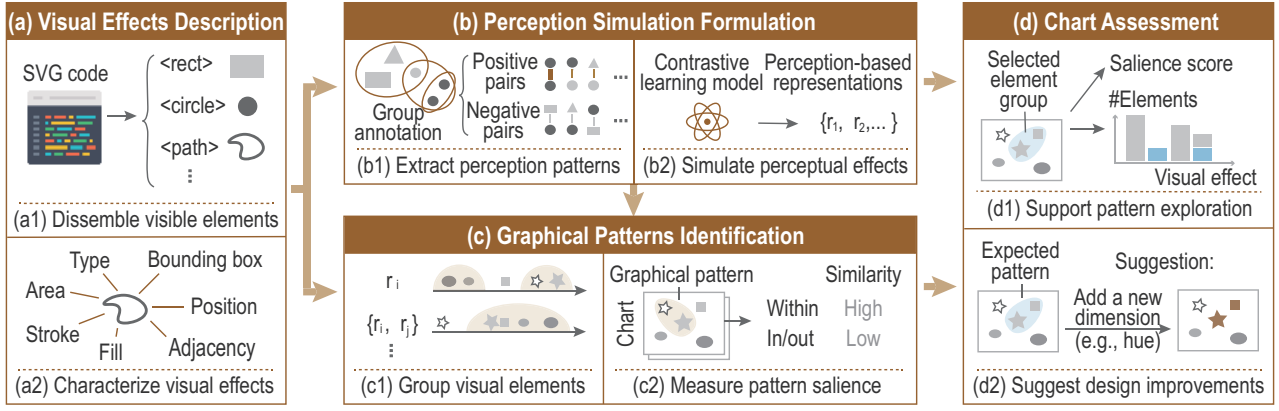 (a) Visual Effects Description
SVG code
<rect>
<circle>
<path>
⋮
(a1) Dissemble visible elements
Type
Bounding box
Area
Position
Stroke
Fill
Adjacency
(a2) Characterize visual effects
(b) Perception Simulation Formulation
Group
annotation
Positive
pairs
...
Negative
pairs
...
(b1) Extract perception patterns
Contrastive
learning model
Perception-based
representations
{r1, r2,... }
(b2) Simulate perceptual effects
(c) Graphical Patterns Identification
r i
{ri, rj}
⋮
(c1) Group visual elements
Graphical pattern
Similarity
Chart
Within
High
In/out
Low
(c2) Measure pattern salience
(d) Chart Assessment
Selected
element
group
Salience score
#Elements
Visual effect
(d1) Support pattern exploration
Expected
pattern
Suggestion:
Add a new
dimension
(e.g., hue)
(d2) Suggest design improvements